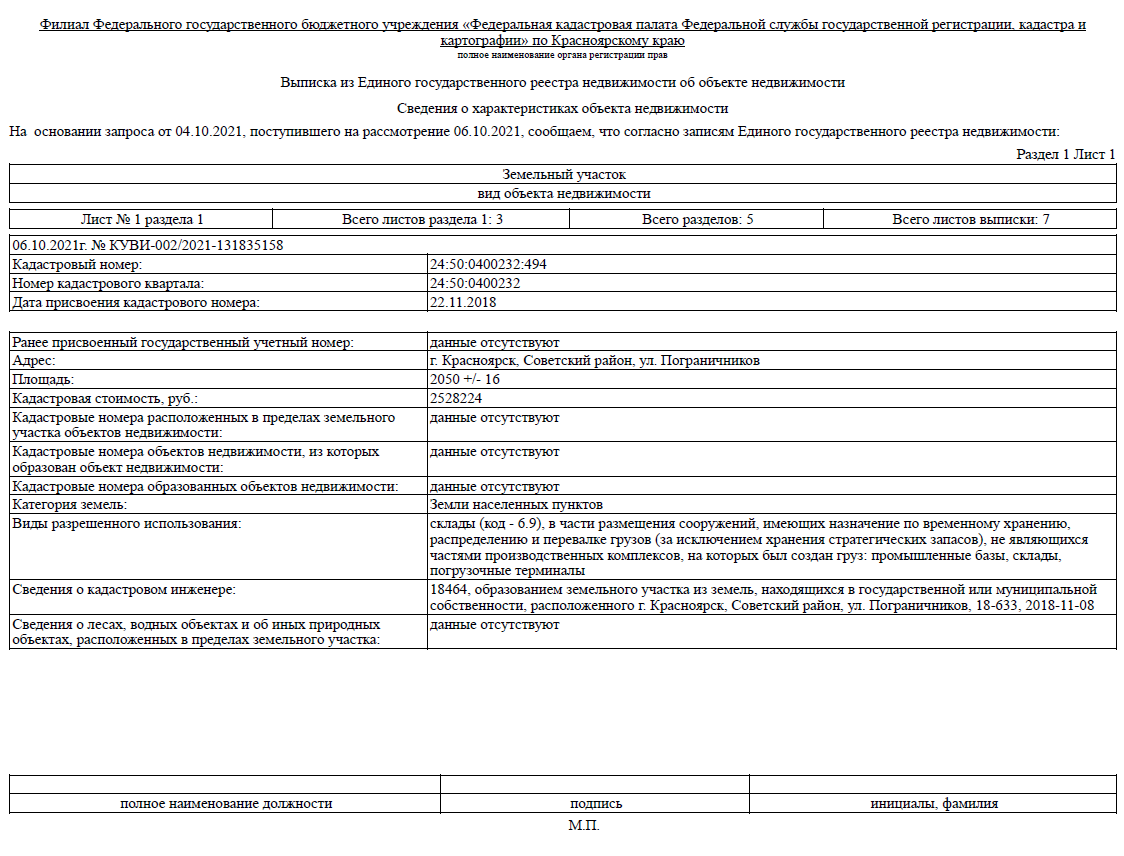 Филиал Федерального государственного бюджетного учреждения «Федеральная кадастровая палата Федеральной службы государственной регистрации, кадастра и
картографии» по Красноярскому краю
полное наименование органа регистрации прав
Выписка из Единого государственного реестра недвижимости об объекте недвижимости
Сведения о характеристиках объекта недвижимости
На основании запроса от 04.10.2021, поступившего на рассмотрение 06.10.2021, сообщаем, что согласно записям Единого государственного реестра недвижимости:
Раздел 1 Лист 1
Земельный участок
вид объекта недвижимости
Лист № 1 раздела 1 Всего листов раздела 1: 3 Всего разделов: 5 Всего листов выписки: 7
06.10.2021г. № КУВИ-002/2021-131835158
Кадастровый номер: 24:50:0400232:494
Номер кадастрового квартала: 24:50:0400232
Дата присвоения кадастрового номера: 22.11.2018
Ранее присвоенный государственный учетный номер: данные отсутствуют
Адрес: г. Красноярск, Советский район, ул. Пограничников
Площадь: 2050 +/- 16
Кадастровая стоимость, руб.: 2528224
Кадастровые номера расположенных в пределах земельного данные отсутствуют
участка объектов недвижимости:
Кадастровые номера объектов недвижимости, из которых данные отсутствуют
образован объект недвижимости:
Кадастровые номера образованных объектов недвижимости: данные отсутствуют
Категория земель: Земли населенных пунктов
Виды разрешенного использования: склады (код - 6.9), в части размещения сооружений, имеющих назначение по временному хранению,
распределению и перевалке грузов (за исключением хранения стратегических запасов), не являющихся
частями производственных комплексов, на которых был создан груз: промышленные базы, склады,
погрузочные терминалы
Сведения о кадастровом инженере: 18464, образованием земельного участка из земель, находящихся в государственной или муниципальной
собственности, расположенного г. Красноярск, Советский район, ул. Пограничников, 18-633, 2018-11-08
Сведения о лесах, водных объектах и об иных природных данные отсутствуют
объектах, расположенных в пределах земельного участка:
полное наименование должности подпись инициалы, фамилия
М.П.